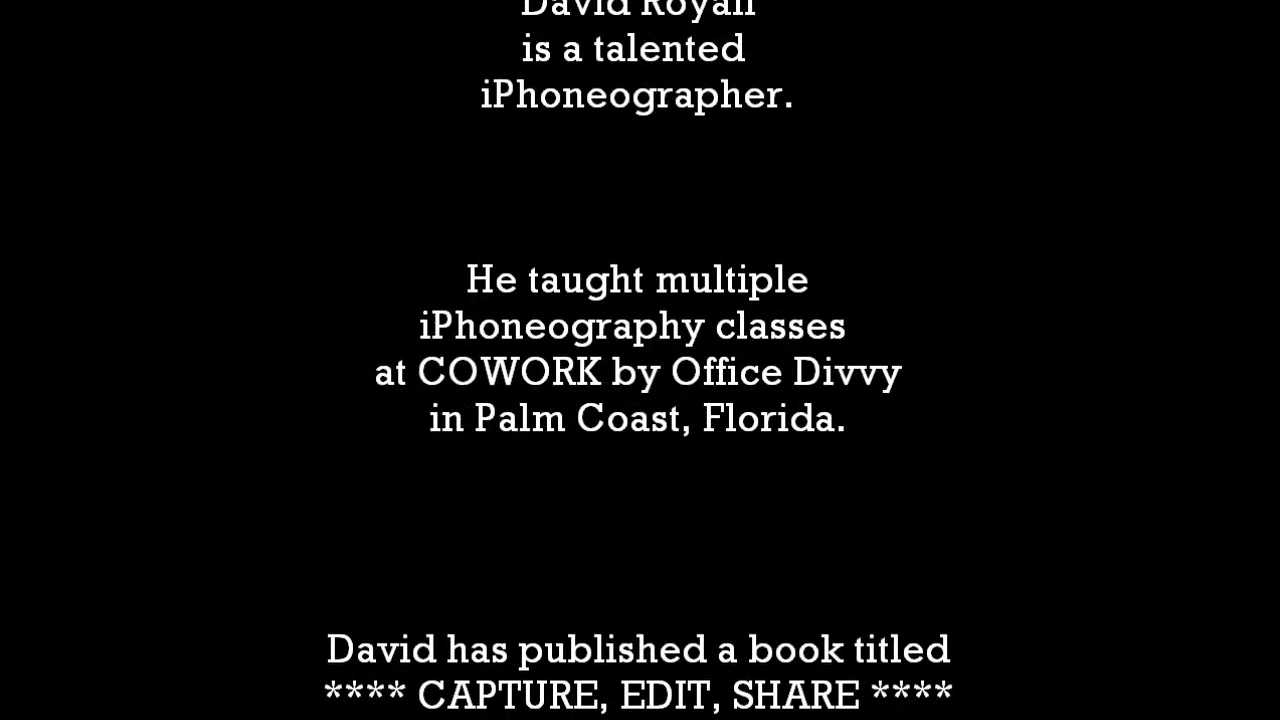 David Royall
is a talented
iPhoneographer.
He taught multiple
iPhoneography classes
at COWORK by Office Divvy
in Palm Coast, Florida.
David has published a book titled
**** CAPTURE, EDIT, SHARE ****